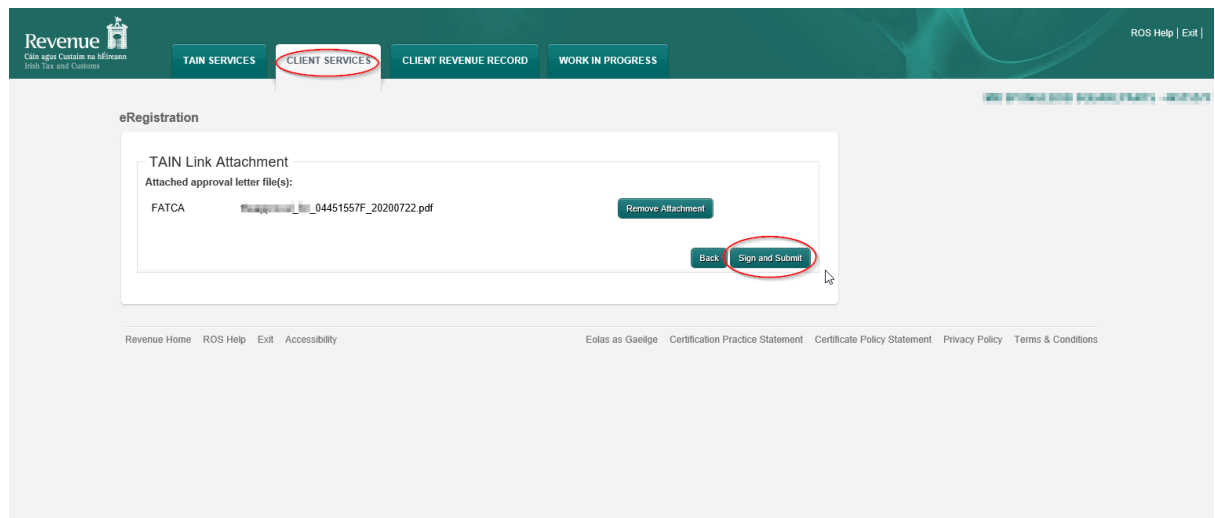 ROS Help | Exit |
Revenue
Cáin agus Custaim na hÉireann
Irish Tax and Customs
TAIN SERVICES CLIENT SERVICES CLIENT REVENUE RECORD WORK IN PROGRESS
eRegistration
TAIN Link Attachment
Attached approval letter file(s):
FATCA _04451557F_20200722.pdf Remove Attachment
Back Sign and Submit
Revenue Home ROS Help Exit Accessibility Eolas as Gaeilge Certification Practice Statement Certificate Policy Statement Privacy Policy Terms & Conditions